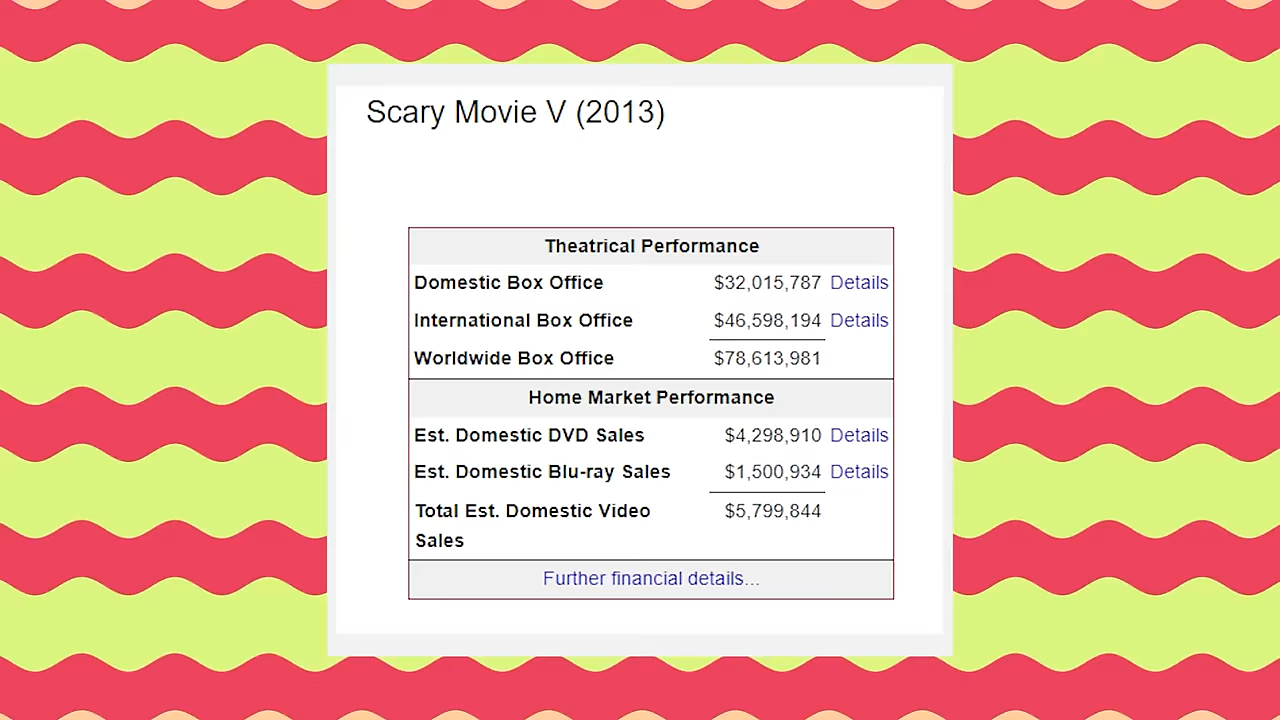 Scary Movie V (2013)
Theatrical Performance
Domestic Box Office $32,015,787 Details
International Box Office $46,598,194 Details
Worldwide Box Office $78,613,981
Home Market Performance
Est. Domestic DVD Sales $4,298,910 Details
Est. Domestic Blu-ray Sales $1,500,934 Details
Total Est. Domestic Video $5,799,844
Sales
Further financial details...